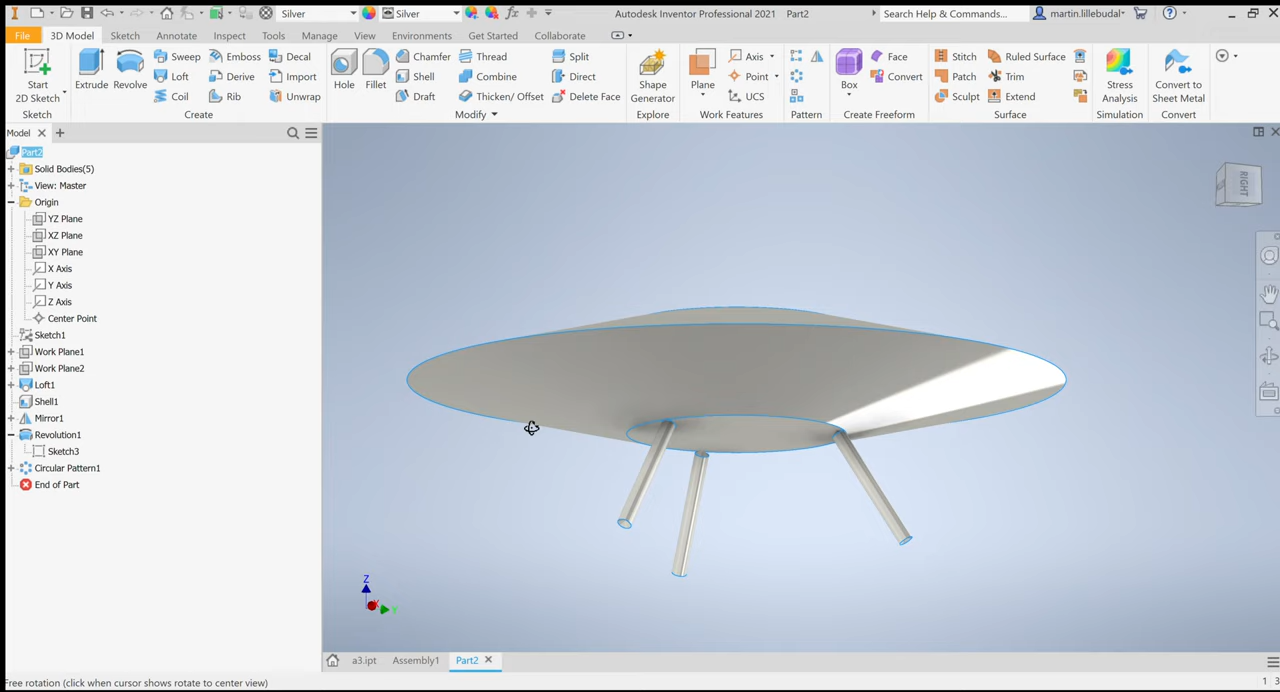 Silver Silver fx Autodesk Inventor Professional 2021 Part2 Search Help & Commands... martin.lillebudal
File 3D Model Sketch Annotate Inspect Tools Manage View Environments Get Started Collaborate
Start
2D Sketch
Extrude Revolve
Sweep Emboss Decal
Loft Derive Import
Coil Rib Unwrap
Hole Fillet
Chamfer Thread Split
Shell Combine Direct
Draft Thicken/ Offset Delete Face
Shape
Generator
Plane
Axis
Point
UCS
Box
Face
Convert
Stitch Ruled Surface
Patch Trim
Sculpt Extend
Stress
Analysis
Convert to
Sheet Metal
Sketch Create Modify Explore Work Features Pattern Create Freeform Surface Simulation Convert
Model
Part2
Solid Bodies(5)
View: Master
Origin
YZ Plane
XZ Plane
XY Plane
X Axis
Y Axis
Z Axis
Center Point
Sketch1
Work Plane1
Work Plane2
Loft1
Shell1
Mirror1
Revolution1
Sketch3
Circular Pattern1
End of Part
RIGHT
Z
X
Y
a3.ipt Assembly1 Part2
Free rotation (click when cursor shows rotate to center view) 1 3